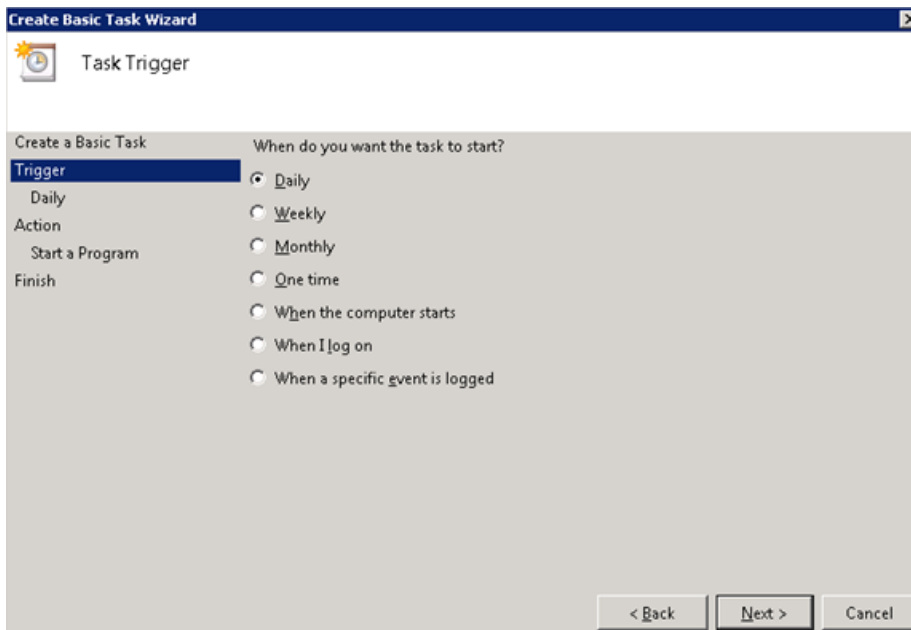 Create Basic Task Wizard
Task Trigger
Create a Basic Task
Trigger
Daily
Action
Start a Program
Finish
When do you want the task to start?
Daily
Weekly
Monthly
One time
When the computer starts
When I log on
When a specific event is logged
< Back
Next >
Cancel